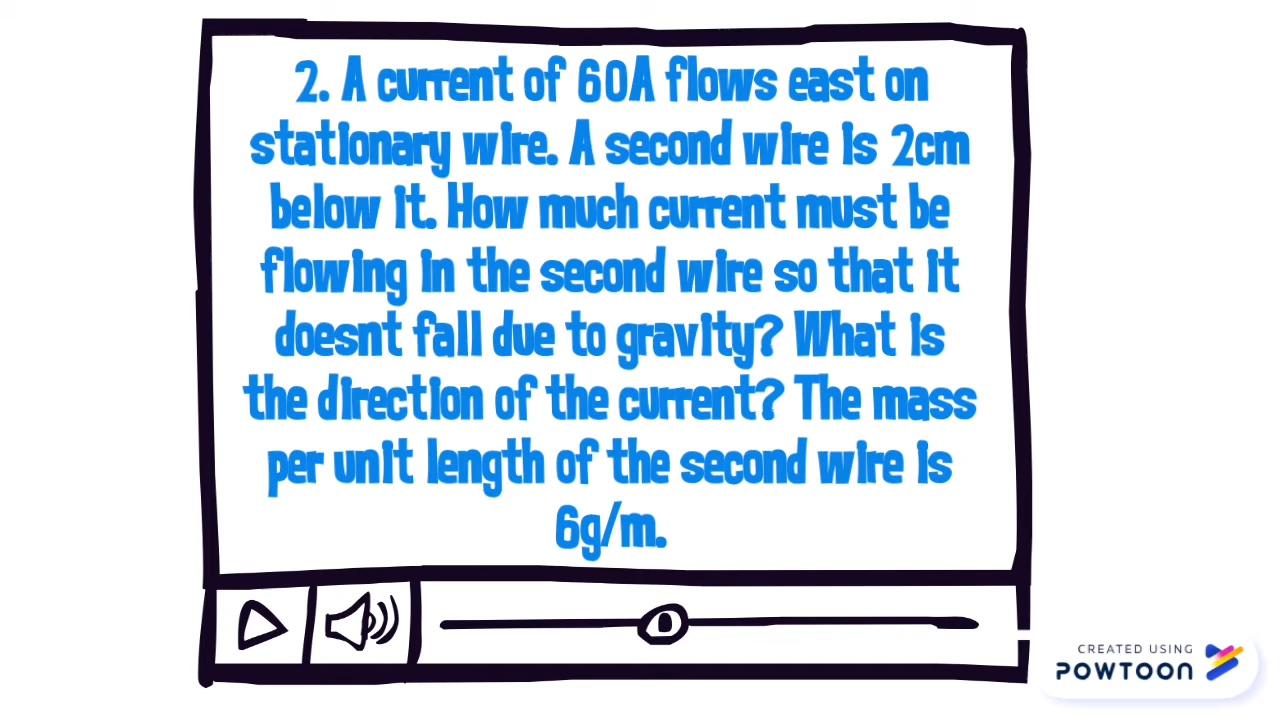 2. A current of 60A flows east on
stationary wire. A second wire is 2cm
below it. How much current must be
flowing in the second wire so that it
doesnt fall due to gravity? What is
the direction of the current? The mass
per unit length of the second wire is
6g/m.
CREATED USING
POWTOON